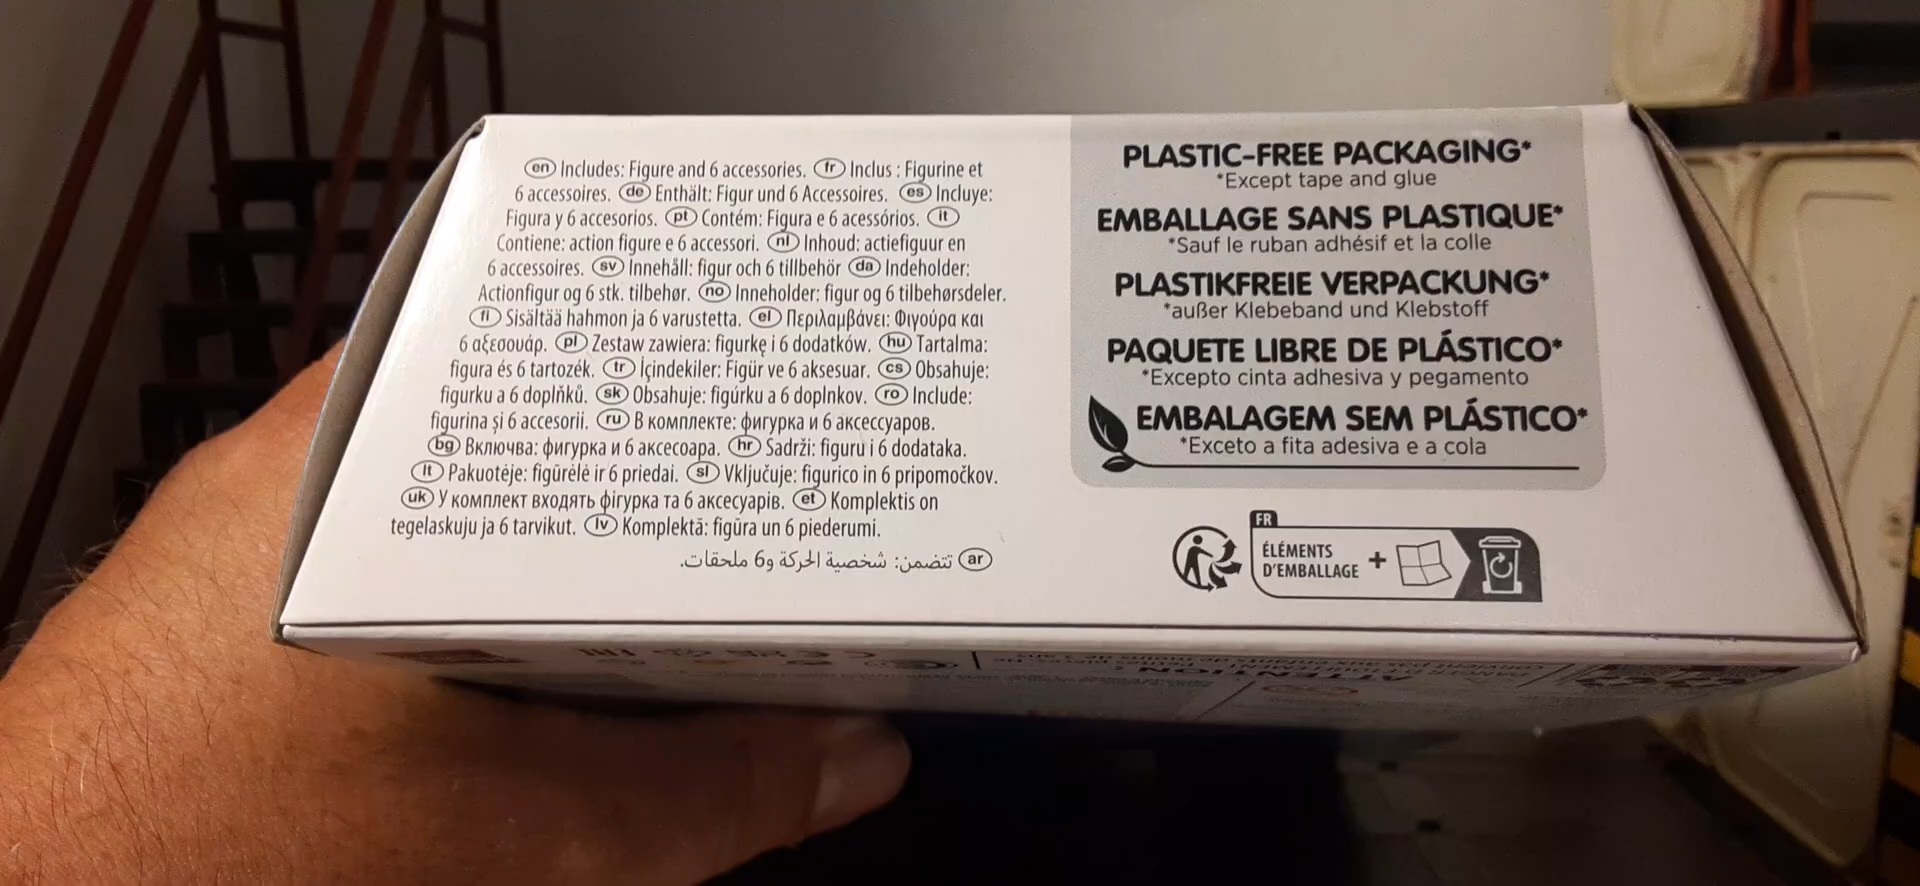 en Includes: Figure and 6 accessories. fr Inclus : Figurine et
6 accessoires. de Enthält: Figur und 6 Accessoires. es Incluye:
Figura y 6 accesorios. pt Contém: Figura e 6 acessórios. it
Contiene: action figure e 6 accessori. nl Inhoud: actiefiguur en
6 accessoires. sv Innehåll: figur och 6 tillbehör da Indeholder:
Actionfigur og 6 stk. tilbehør. no Inneholder: figur og 6 tilbehørsdeler.
fi Sisältää hahmon ja 6 varustetta. el Περιλαμβάνει: Φιγούρα και
6 αξεσουάρ. pl Zestaw zawiera: figurkę i 6 dodatków. hu Tartalma:
figura és 6 tartozék. tr İçindekiler: Figür ve 6 aksesuar. cs Obsahuje:
figurku a 6 doplňků. sk Obsahuje: figúrku a 6 doplnkov. ro Include:
figurina și 6 accesorii. ru В комплекте: фигурка и 6 аксессуаров.
bg Включва: фигурка и 6 аксесоара. hr Sadrži: figuru i 6 dodataka.
lt Pakuotėje: figūrėlė ir 6 priedai. sl Vključuje: figurico in 6 pripomočkov.
uk У комплект входять фігурка та 6 аксесуарів. et Komplektis on
tegelaskuju ja 6 tarvikut. lv Komplektā: figūra un 6 piederumi.
ar تتضمن: شخصية الحركة و6 ملحقات.
PLASTIC-FREE PACKAGING*
*Except tape and glue
EMBALLAGE SANS PLASTIQUE*
*Sauf le ruban adhésif et la colle
PLASTIKFREIE VERPACKUNG*
*außer Klebeband und Klebstoff
PAQUETE LIBRE DE PLÁSTICO*
*Excepto cinta adhesiva y pegamento
EMBALAGEM SEM PLÁSTICO*
*Exceto a fita adesiva e a cola
FR
ÉLÉMENTS
D'EMBALLAGE +
ATTENTION